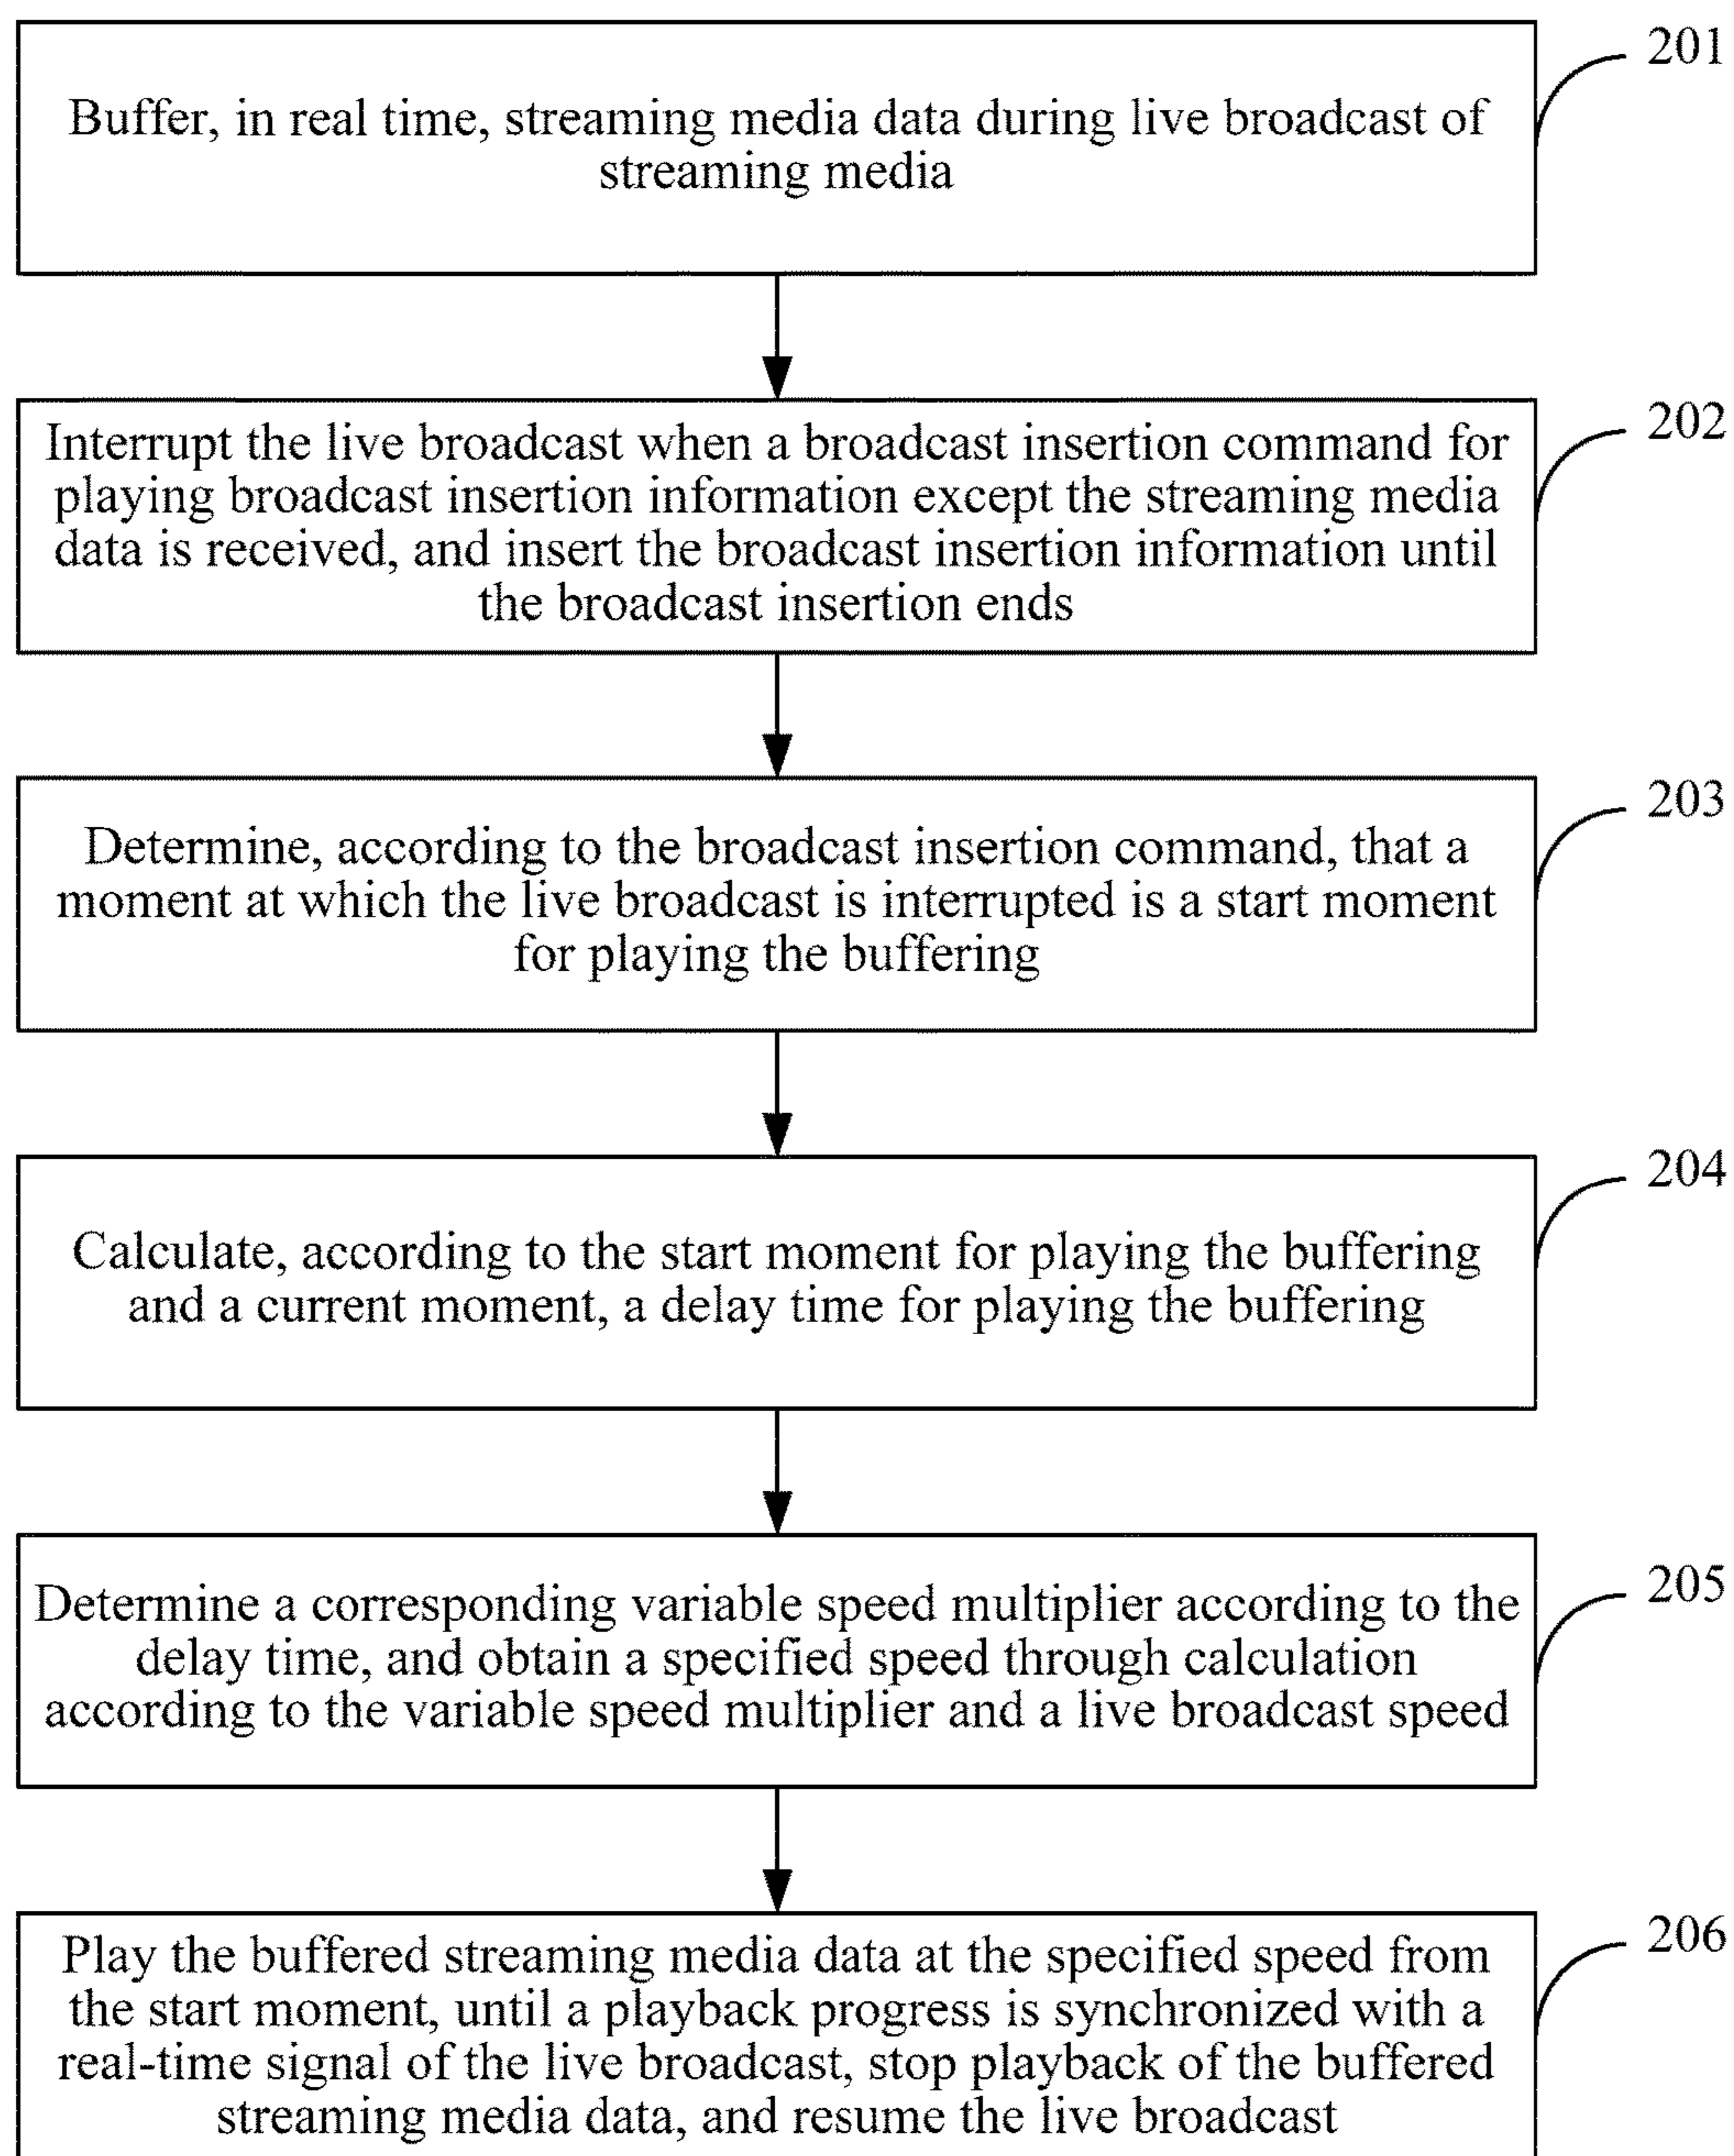 201
Buffer, in real time, streaming media data during live broadcast of
streaming media
202
Interrupt the live broadcast when a broadcast insertion command for
playing broadcast insertion information except the streaming media
data is received, and insert the broadcast insertion information until
the broadcast insertion ends
203
Determine, according to the broadcast insertion command, that a
moment at which the live broadcast is interrupted is a start moment
for playing the buffering
204
Calculate, according to the start moment for playing the buffering
and a current moment, a delay time for playing the buffering
205
Determine a corresponding variable speed multiplier according to the
delay time, and obtain a specified speed through calculation
according to the variable speed multiplier and a live broadcast speed
206
Play the buffered streaming media data at the specified speed from
the start moment, until a playback progress is synchronized with a
real-time signal of the live broadcast, stop playback of the buffered
streaming media data, and resume the live broadcast